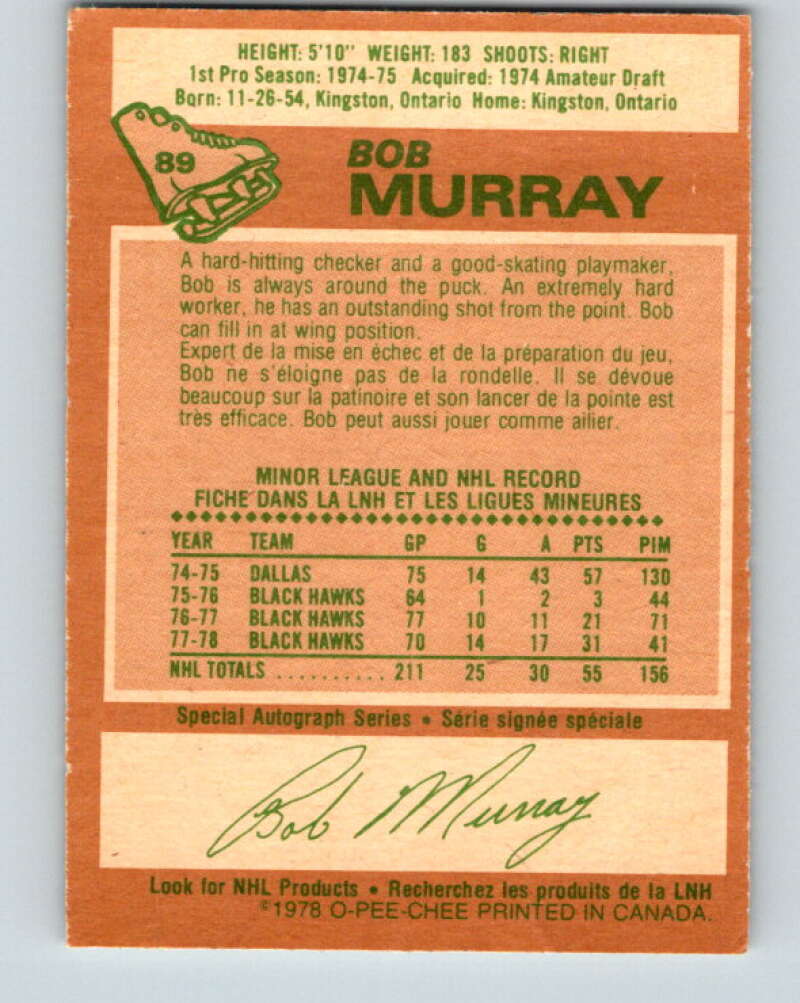 HEIGHT: 5'10" WEIGHT: 183 SHOOTS: RIGHT
1st Pro Season: 1974-75 Acquired: 1974 Amateur Draft
Born: 11-26-54, Kingston, Ontario Home: Kingston, Ontario
89
BOB
MURRAY
A hard-hitting checker and a good-skating playmaker,
Bob is always around the puck. An extremely hard
worker, he has an outstanding shot from the point. Bob
can fill in at wing position.
Expert de la mise en échec et de la préparation du jeu,
Bob ne s'éloigne pas de la rondelle. Il se dévoue
beaucoup sur la patinoire et son lancer de la pointe est
très efficace. Bob peut aussi jouer comme ailier.
MINOR LEAGUE AND NHL RECORD
FICHE DANS LA LNH ET LES LIGUES MINEURES
YEAR TEAM GP G A PTS PIM
74-75 DALLAS 75 14 43 57 130
75-76 BLACK HAWKS 64 1 2 3 44
76-77 BLACK HAWKS 77 10 11 21 71
77-78 BLACK HAWKS 70 14 17 31 41
NHL TOTALS .......... 211 25 30 55 156
Special Autograph Series • Série signée spéciale
Bob Murray
Look for NHL Products • Recherchez les produits de la LNH
©1978 O-PEE-CHEE PRINTED IN CANADA.